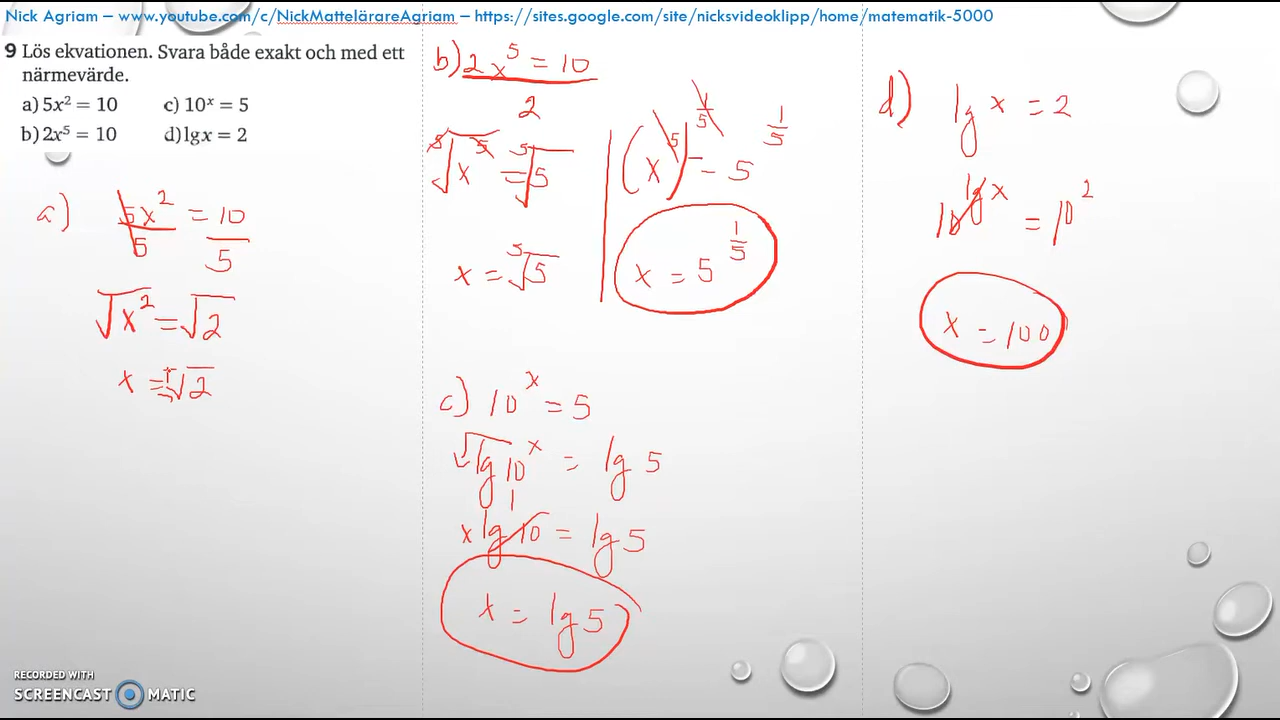 Nick Agriam – www.youtube.com/c/NickMattelärareAgriam – https://sites.google.com/site/nicksvideoklipp/home/matematik-5000
9 Lös ekvationen. Svara både exakt och med ett
närmevärde.
a) 5x² = 10 c) 10ˣ = 5
b) 2x⁵ = 10 d) lg x = 2
a) 5x² = 10
5 5
√x² = √2
x = ±√2
b) 2x⁵ = 10
2
⁵√x⁵ = ⁵√5
x = ⁵√5
(x⁵)^(1/5) = 5^(1/5)
x = 5^(1/5)
c) 10ˣ = 5
lg 10ˣ = lg 5
1
x lg 10 = lg 5
x = lg 5
d) lg x = 2
10^(lg x) = 10²
x = 100
RECORDED WITH
SCREENCAST MATIC